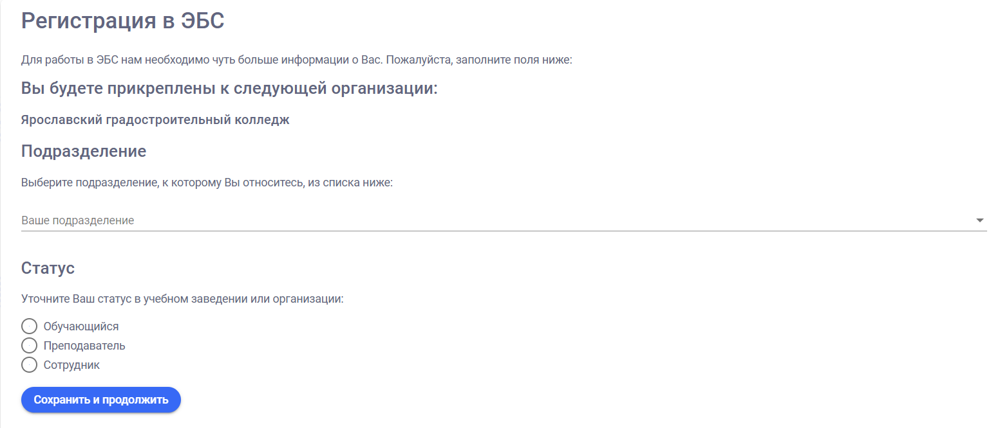 Регистрация в ЭБС
Для работы в ЭБС нам необходимо чуть больше информации о Вас. Пожалуйста, заполните поля ниже:
Вы будете прикреплены к следующей организации:
Ярославский градостроительный колледж
Подразделение
Выберите подразделение, к которому Вы относитесь, из списка ниже:
Ваше подразделение
Статус
Уточните Ваш статус в учебном заведении или организации:
Обучающийся
Преподаватель
Сотрудник
Сохранить и продолжить